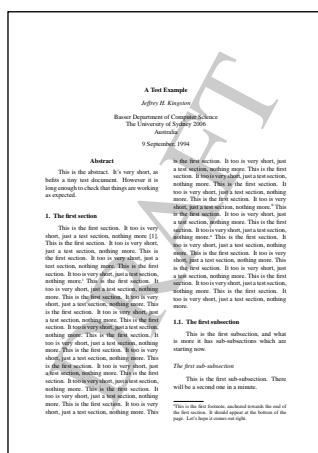 A Test Example
Jeffrey H. Kingston
Basser Department of Computer Science
The University of Sydney 2006
Australia
9 September, 1994
Abstract
This is the abstract. It's very short, as
befits a tiny test document. However it is
long enough to check that things are working
as expected.
1. The first section
This is the first section. It too is very
short, just a test section, nothing more [1].
This is the first section. It too is very short,
just a test section, nothing more. This is
the first section. It too is very short, just a
test section, nothing more. This is the first
section. It too is very short, just a test section,
nothing more. This is the first section. It
too is very short, just a test section, nothing
more. This is the first section. It too is very
short, just a test section, nothing more. This
is the first section. It too is very short, just
a test section, nothing more. This is the first
section. It too is very short, just a test section,
nothing more. This is the first section. It
too is very short, just a test section, nothing
more. This is the first section. It too is very
short, just a test section, nothing more. This
is the first section. It too is very short, just
a test section, nothing more. This is the first
section. It too is very short, just a test section,
nothing more. This is the first section. It
too is very short, just a test section, nothing
more. This is the first section. It too is very
short, just a test section, nothing more. This
is the first section. It too is very short, just
a test section, nothing more. This is the first
section. It too is very short, just a test section,
nothing more. This is the first section. It
too is very short, just a test section, nothing
more. This is the first section. It too is very
short, just a test section, nothing more. This
is the first section. It too is very short, just
a test section, nothing more. This is the first
section. It too is very short, just a test section,
nothing more. This is the first section. It
too is very short, just a test section, nothing
more. This is the first section. It too is very
short, just a test section, nothing more. This
is the first section. It too is very short, just
a test section, nothing more. This is the first
section. It too is very short, just a test section,
nothing more. This is the first section. It
too is very short, just a test section, nothing
more.
1.1. The first subsection
This is the first subsection, and what
is more it has sub-subsections which are
starting now.
The first sub-subsection
This is the first sub-subsection. There
will be a second one in a minute.
This is the first footnote, anchored towards the end of
the first section. It should appear at the bottom of the
page. Let's hope it comes out right.
DRAFT